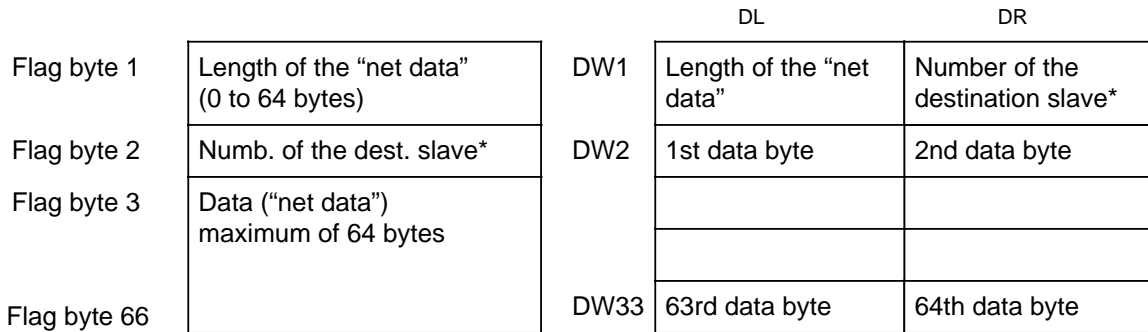 DL DR
Flag byte 1 Length of the “net data” DW1 Length of the “net Number of the
(0 to 64 bytes) data” destination slave*
Flag byte 2 Numb. of the dest. slave* DW2 1st data byte 2nd data byte
Flag byte 3 Data (“net data”)
maximum of 64 bytes
Flag byte 66 DW33 63rd data byte 64th data byte